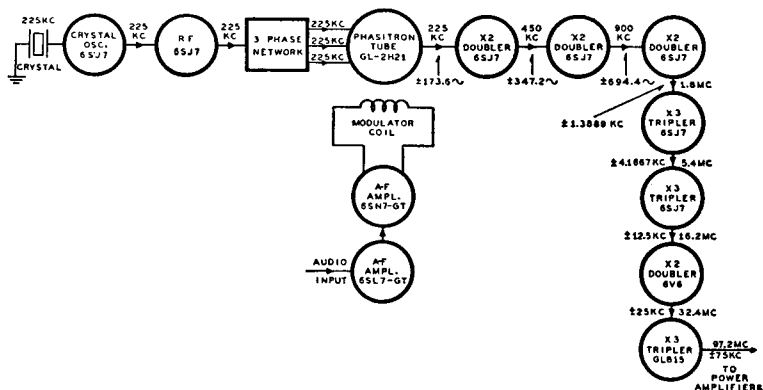 225KC
CRYSTAL
CRYSTAL
OSC.
6SJ7
225
KC
R F
6SJ7
225
KC
3 PHASE
NETWORK
225KC
225KC
225KC
PHASITRON
TUBE
GL-2H21
225
KC
±173.6~
X2
DOUBLER
6SJ7
450
KC
±347.2~
X2
DOUBLER
6SJ7
900
KC
±694.4~
X2
DOUBLER
6SJ7
1.8MC
±1.3889 KC
X3
TRIPLER
6SJ7
±4.1667KC
5.4MC
X3
TRIPLER
6SJ7
±12.5KC
16.2MC
X2
DOUBLER
6V6
±25KC
32.4MC
X3
TRIPLER
GL815
97.2MC
±75KC
TO
POWER
AMPLIFIERS
MODULATOR
COIL
A-F
AMPL.
6SN7-GT
AUDIO
INPUT
A-F
AMPL.
6SL7-GT